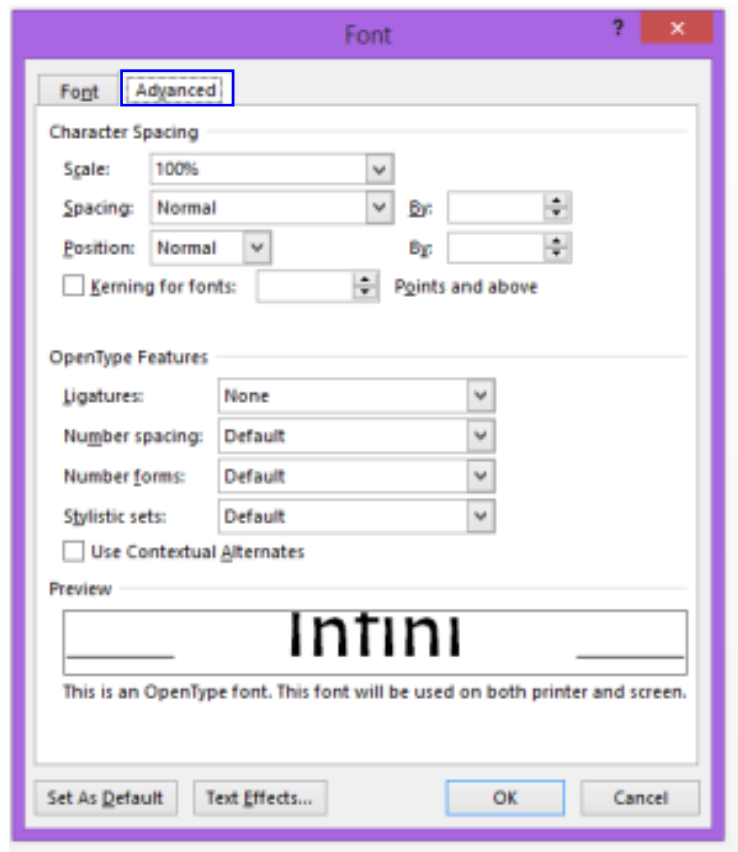 Font ?
Font Advanced
Character Spacing
Scale: 100%
Spacing: Normal By:
Position: Normal By:
Kerning for fonts: Points and above
OpenType Features
Ligatures: None
Number spacing: Default
Number forms: Default
Stylistic sets: Default
Use Contextual Alternates
Preview
Infini
This is an OpenType font. This font will be used on both printer and screen.
Set As Default Text Effects... OK Cancel